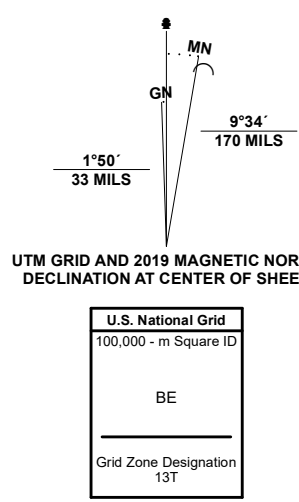 MN
GN
9°34´
170 MILS
1°50´
33 MILS
UTM GRID AND 2019 MAGNETIC NOR
DECLINATION AT CENTER OF SHEE
U.S. National Grid
100,000 - m Square ID
BE
Grid Zone Designation
13T